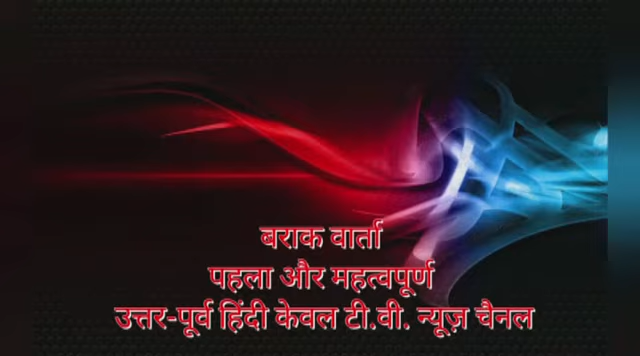 बराक वार्ता
पहला और महत्वपूर्ण
उत्तर-पूर्व हिंदी केवल टी.वी. न्यूज़ चैनल